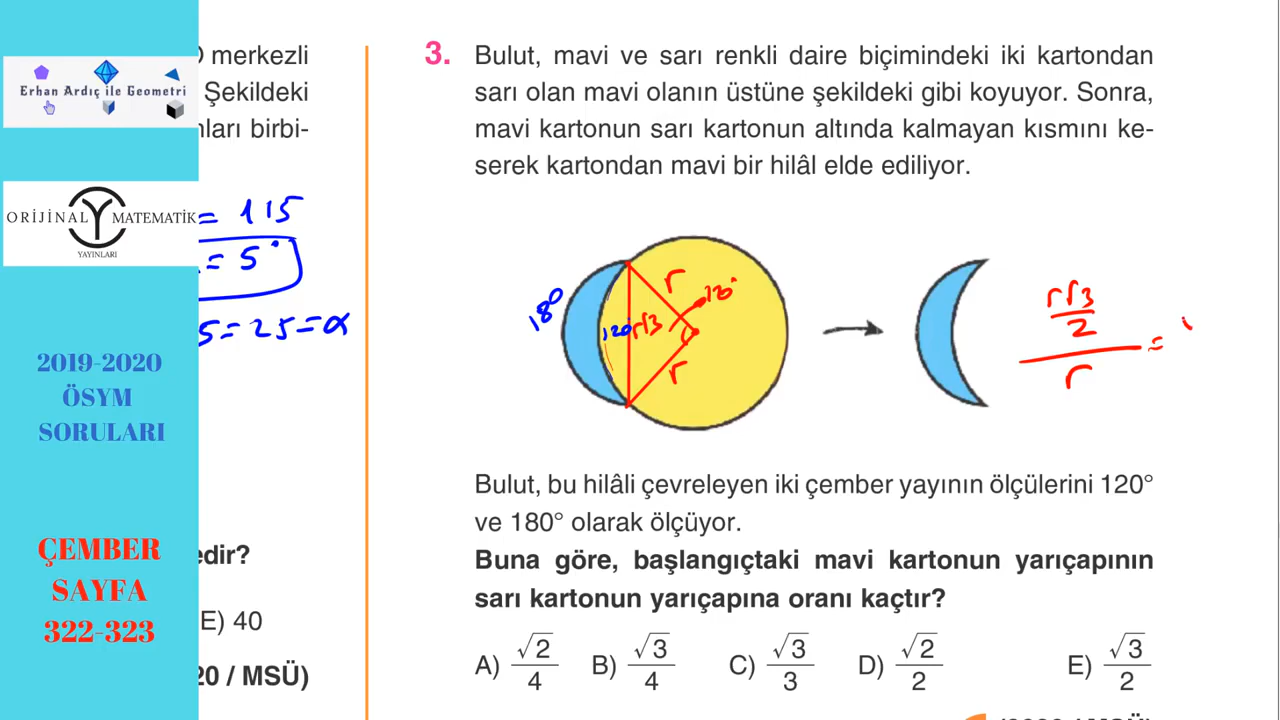 Erhan Ardıç ile Geometri
ORİJİNAL MATEMATİK
YAYINLARI
2019-2020
ÖSYM
SORULARI
ÇEMBER
SAYFA
322-323
merkezli
Şekildeki
nları birbi-
= 115
= 5°
5 = 25 = α
edir?
E) 40
20 / MSÜ)
3. Bulut, mavi ve sarı renkli daire biçimindeki iki kartondan
sarı olan mavi olanın üstüne şekildeki gibi koyuyor. Sonra,
mavi kartonun sarı kartonun altında kalmayan kısmını ke-
serek kartondan mavi bir hilâl elde ediliyor.
180
120
r√3
r
120°
r
r√3
2
r
=
Bulut, bu hilâli çevreleyen iki çember yayının ölçülerini 120°
ve 180° olarak ölçüyor.
Buna göre, başlangıçtaki mavi kartonun yarıçapının
sarı kartonun yarıçapına oranı kaçtır?
A) √2/4 B) √3/4 C) √3/3 D) √2/2 E) √3/2